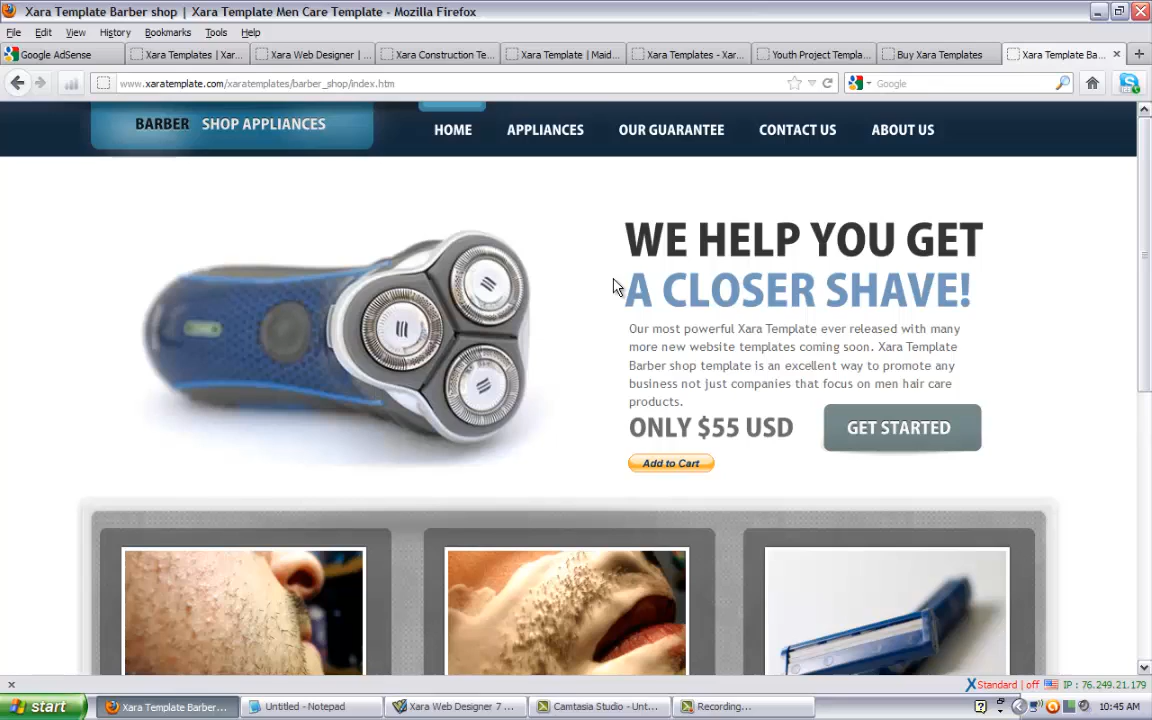 Xara Template Barber shop | Xara Template Men Care Template - Mozilla Firefox
File Edit View History Bookmarks Tools Help
Google AdSense
Xara Templates | Xar...
Xara Web Designer | ...
Xara Construction Te...
Xara Template | Maid...
Xara Templates - Xar...
Youth Project Templa...
Buy Xara Templates
Xara Template Ba...
www.xaratemplate.com/xaratemplates/barber_shop/index.htm
Google
BARBER SHOP APPLIANCES
HOME APPLIANCES OUR GUARANTEE CONTACT US ABOUT US
WE HELP YOU GET
A CLOSER SHAVE!
Our most powerful Xara Template ever released with many
more new website templates coming soon. Xara Template
Barber shop template is an excellent way to promote any
business not just companies that focus on men hair care
products.
ONLY $55 USD
GET STARTED
Add to Cart
Standard | off IP : 76.249.21.179
start
Xara Template Barber...
Untitled - Notepad
Xara Web Designer 7 ...
Camtasia Studio - Unt...
Recording...
10:45 AM